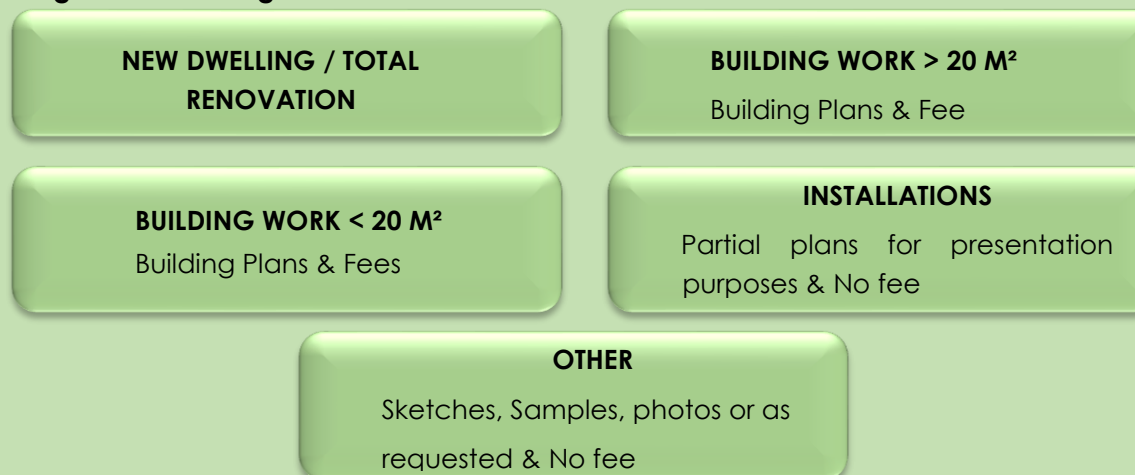 NEW DWELLING / TOTAL
RENOVATION
BUILDING WORK > 20 M²
Building Plans & Fee
BUILDING WORK < 20 M²
Building Plans & Fees
INSTALLATIONS
Partial plans for presentation
purposes & No fee
OTHER
Sketches, Samples, photos or as
requested & No fee